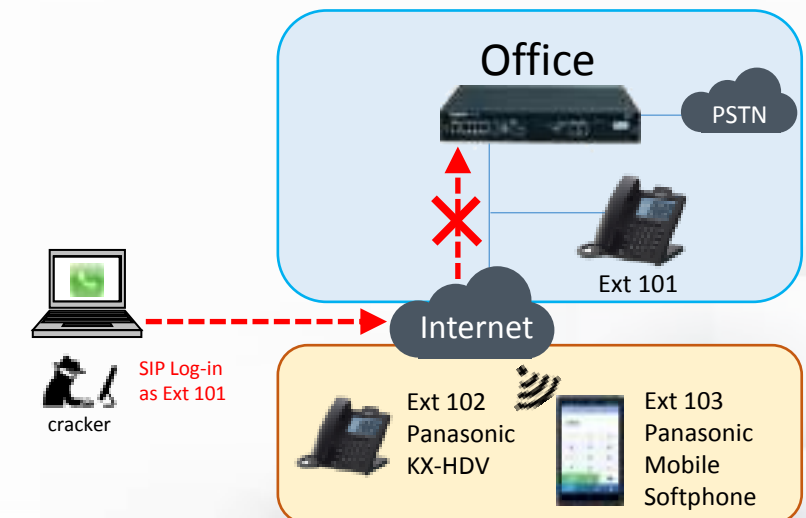 Office
PSTN
Ext 101
Internet
SIP Log-in
as Ext 101
cracker
Ext 102
Panasonic
KX-HDV
Ext 103
Panasonic
Mobile
Softphone